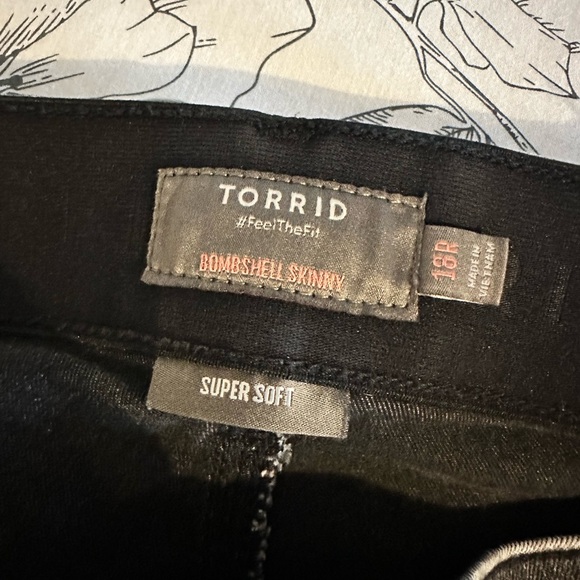 TORRID
#FeelTheFit
BOMBSHELL SKINNY
18R
MADE IN
VIETNAM
SUPER SOFT